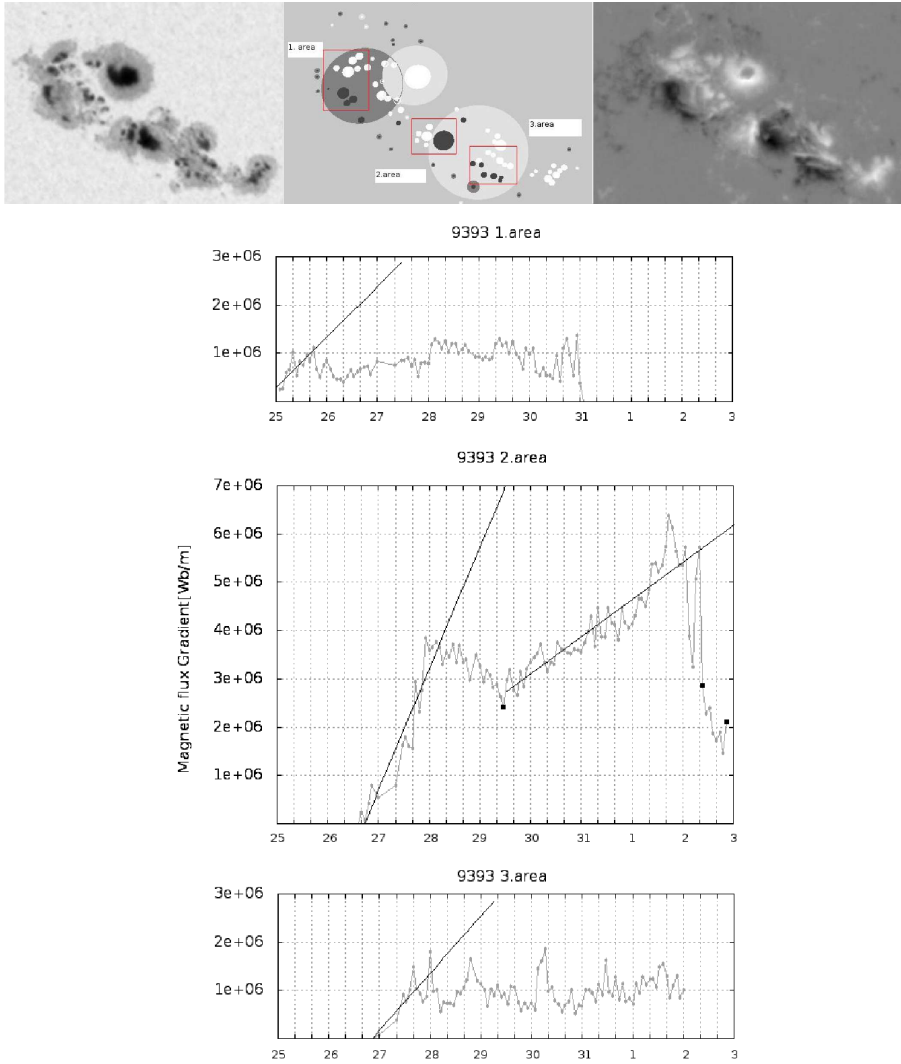 1. area
3.area
2.area
9393 1.area
3e+06
2e+06
1e+06
25 26 27 28 29 30 31 1 2 3
9393 2.area
Magnetic flux Gradient[Wb/m]
7e+06
6e+06
5e+06
4e+06
3e+06
2e+06
1e+06
25 26 27 28 29 30 31 1 2 3
9393 3.area
3e+06
2e+06
1e+06
25 26 27 28 29 30 31 1 2 3